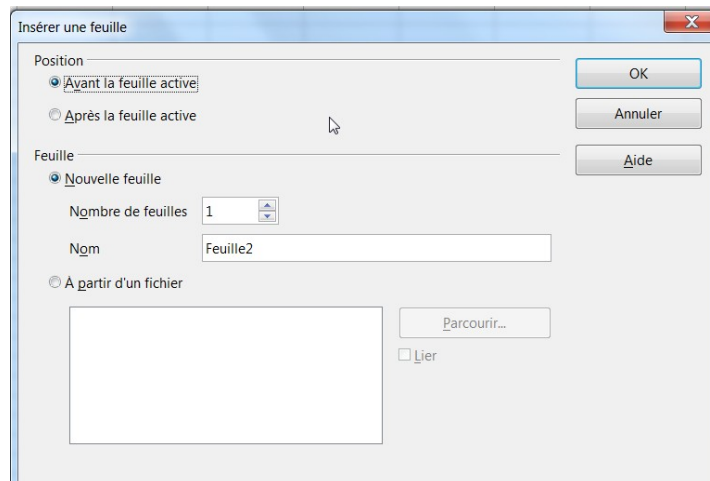 Insérer une feuille
Position
Avant la feuille active
Après la feuille active
OK
Annuler
Aide
Feuille
Nouvelle feuille
Nombre de feuilles 1
Nom Feuille2
À partir d'un fichier
Parcourir...
Lier